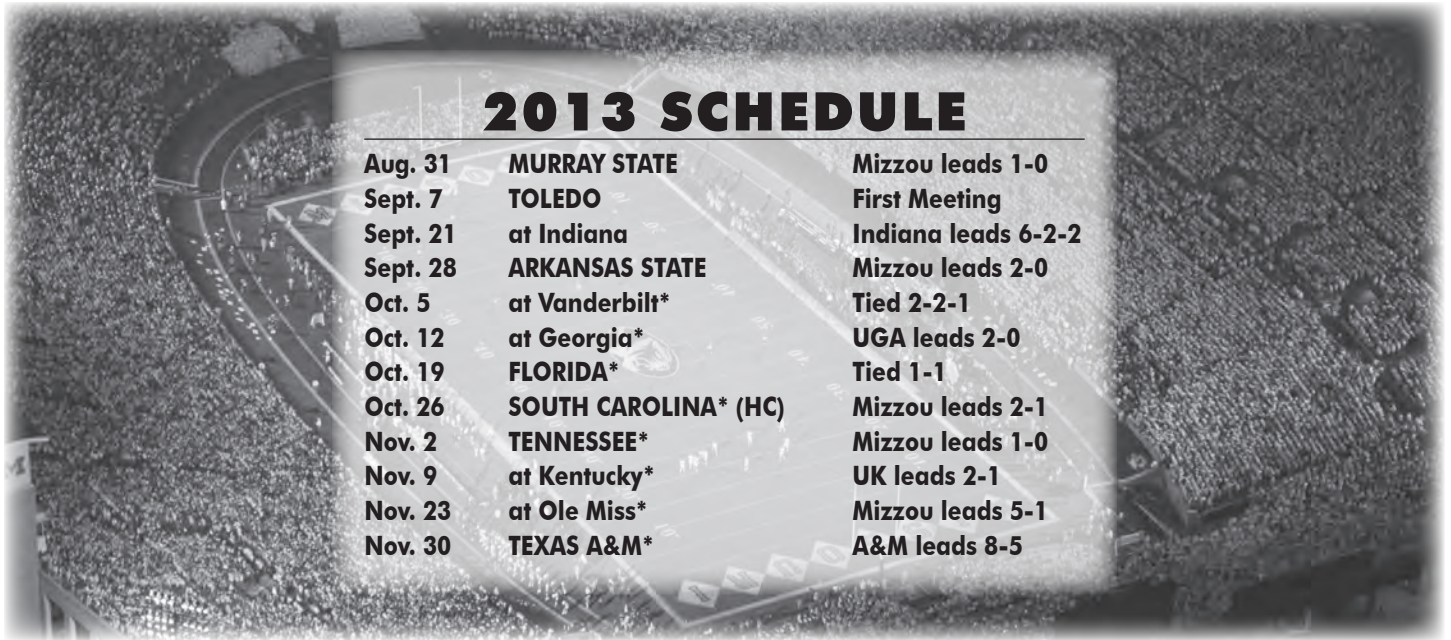 2013 SCHEDULE
Aug. 31 MURRAY STATE Mizzou leads 1-0
Sept. 7 TOLEDO First Meeting
Sept. 21 at Indiana Indiana leads 6-2-2
Sept. 28 ARKANSAS STATE Mizzou leads 2-0
Oct. 5 at Vanderbilt* Tied 2-2-1
Oct. 12 at Georgia* UGA leads 2-0
Oct. 19 FLORIDA* Tied 1-1
Oct. 26 SOUTH CAROLINA* (HC) Mizzou leads 2-1
Nov. 2 TENNESSEE* Mizzou leads 1-0
Nov. 9 at Kentucky* UK leads 2-1
Nov. 23 at Ole Miss* Mizzou leads 5-1
Nov. 30 TEXAS A&M* A&M leads 8-5